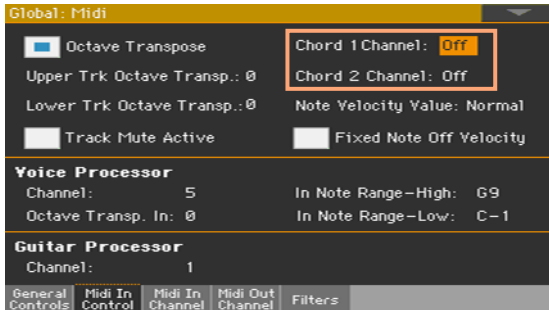 Global: Midi
Octave Transpose
Chord 1 Channel: Off
Upper Trk Octave Transp.: 0
Chord 2 Channel: Off
Lower Trk Octave Transp.: 0
Note Velocity Value: Normal
Track Mute Active
Fixed Note Off Velocity
Voice Processor
Channel: 5
In Note Range-High: G9
Octave Transp. In: 0
In Note Range-Low: C-1
Guitar Processor
Channel: 1
General Controls
Midi In Control
Midi In Channel
Midi Out Channel
Filters